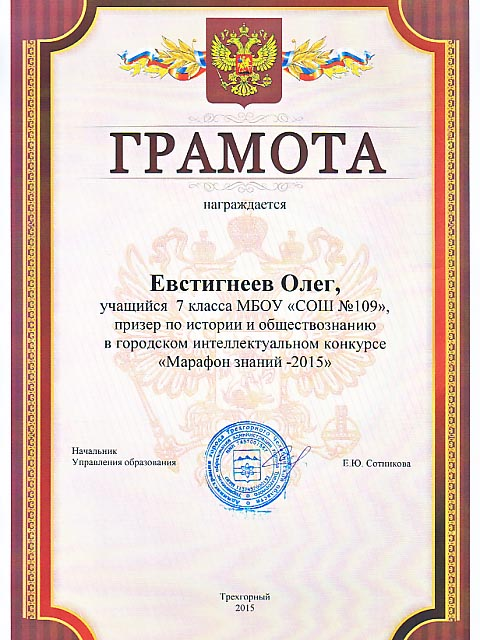 ГРАМОТА
награждается
Евстигнеев Олег,
учащийся 7 класса МБОУ «СОШ №109»,
призер по истории и обществознанию
в городском интеллектуальном конкурсе
«Марафон знаний -2015»
Начальник
Управления образования
Е.Ю. Сотникова
Трехгорный
2015